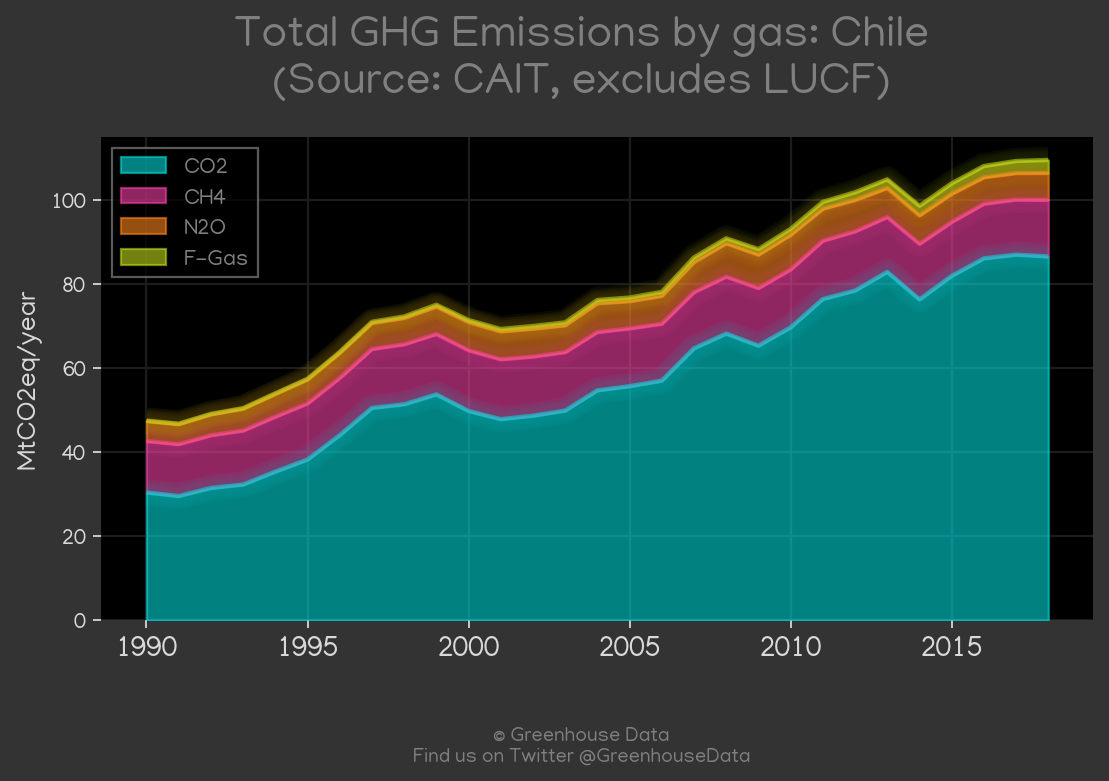 Total GHG Emissions by gas: Chile
(Source: CAIT, excludes LUCF)
CO2
CH4
N2O
F-Gas
MtCO2eq/year
100
80
60
40
20
0
1990 1995 2000 2005 2010 2015
© Greenhouse Data
Find us on Twitter @GreenhouseData